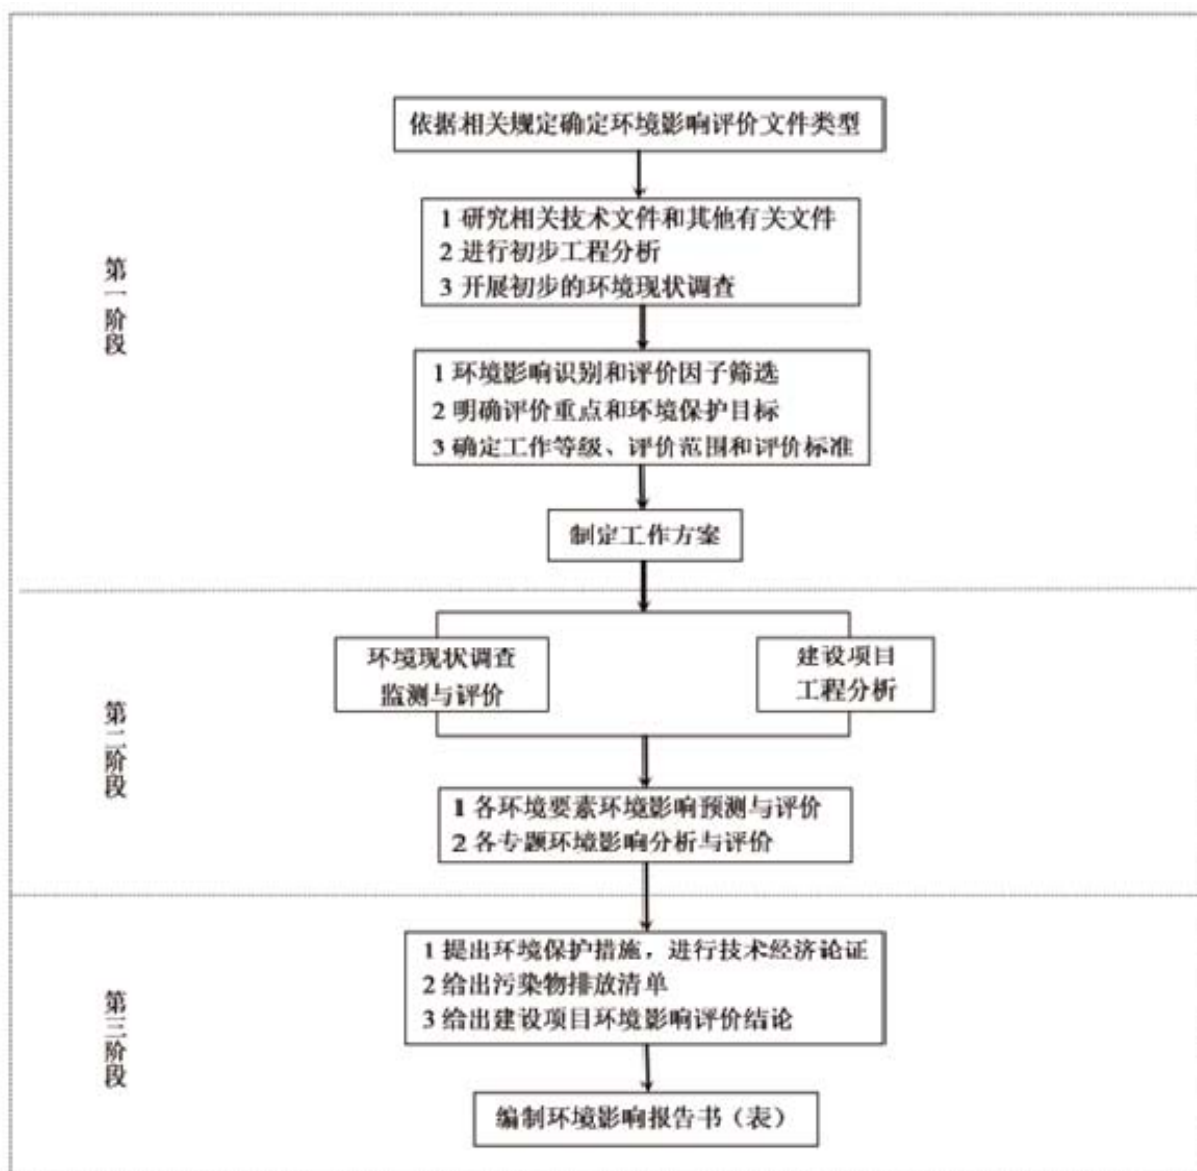 依据相关规定确定环境影响评价文件类型
第一阶段
1 研究相关技术文件和其他有关文件
2 进行初步工程分析
3 开展初步的环境现状调查
1 环境影响识别和评价因子筛选
2 明确评价重点和环境保护目标
3 确定工作等级、评价范围和评价标准
制定工作方案
第二阶段
环境现状调查
监测与评价
建设项目
工程分析
1 各环境要素环境影响预测与评价
2 各专题环境影响分析与评价
第三阶段
1 提出环境保护措施，进行技术经济论证
2 给出污染物排放清单
3 给出建设项目环境影响评价结论
编制环境影响报告书（表）